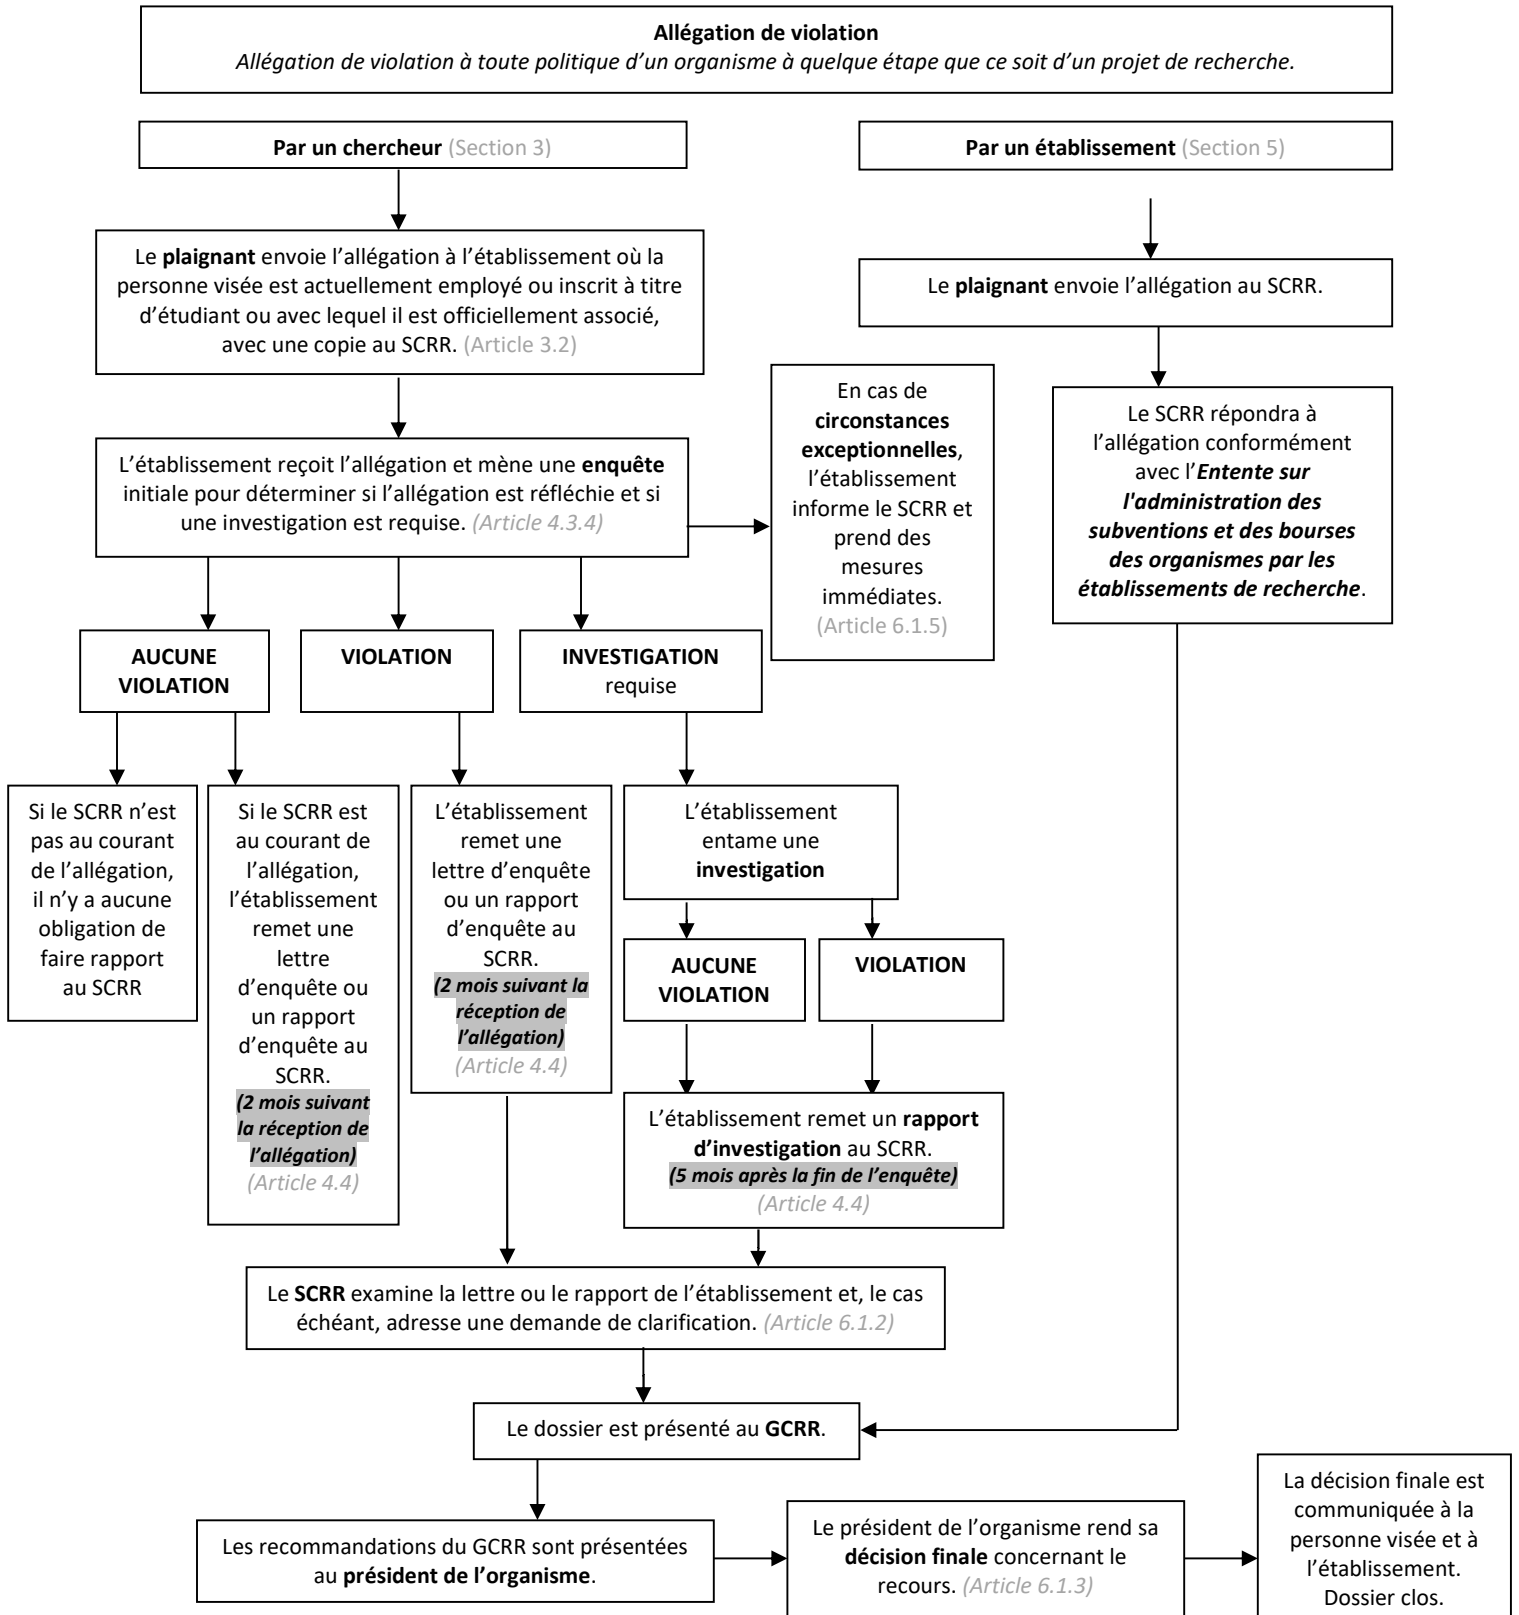 Allégation de violation
Allégation de violation à toute politique d’un organisme à quelque étape que ce soit d’un projet de recherche.
Par un chercheur (Section 3)
Par un établissement (Section 5)
Le plaignant envoie l’allégation à l’établissement où la
personne visée est actuellement employé ou inscrit à titre
d’étudiant ou avec lequel il est officiellement associé,
avec une copie au SCRR. (Article 3.2)
Le plaignant envoie l’allégation au SCRR.
L’établissement reçoit l’allégation et mène une enquête
initiale pour déterminer si l’allégation est réfléchie et si
une investigation est requise. (Article 4.3.4)
En cas de
circonstances
exceptionnelles,
l’établissement
informe le SCRR et
prend des
mesures
immédiates.
(Article 6.1.5)
Le SCRR répondra à
l’allégation conformément
avec l’Entente sur
l'administration des
subventions et des bourses
des organismes par les
établissements de recherche.
AUCUNE
VIOLATION
VIOLATION
INVESTIGATION
requise
Si le SCRR n’est
pas au courant
de l’allégation,
il n’y a aucune
obligation de
faire rapport
au SCRR
Si le SCRR est
au courant de
l’allégation,
l’établissement
remet une
lettre
d’enquête ou
un rapport
d’enquête au
SCRR.
(2 mois suivant
la réception de
l’allégation)
(Article 4.4)
L’établissement
remet une
lettre d’enquête
ou un rapport
d’enquête au
SCRR.
(2 mois suivant la
réception de
l’allégation)
(Article 4.4)
L’établissement
entame une
investigation
AUCUNE
VIOLATION
VIOLATION
L’établissement remet un rapport
d’investigation au SCRR.
(5 mois après la fin de l’enquête)
(Article 4.4)
Le SCRR examine la lettre ou le rapport de l’établissement et, le cas
échéant, adresse une demande de clarification. (Article 6.1.2)
Le dossier est présenté au GCRR.
Les recommandations du GCRR sont présentées
au président de l’organisme.
Le président de l’organisme rend sa
décision finale concernant le
recours. (Article 6.1.3)
La décision finale est
communiquée à la
personne visée et à
l’établissement.
Dossier clos.